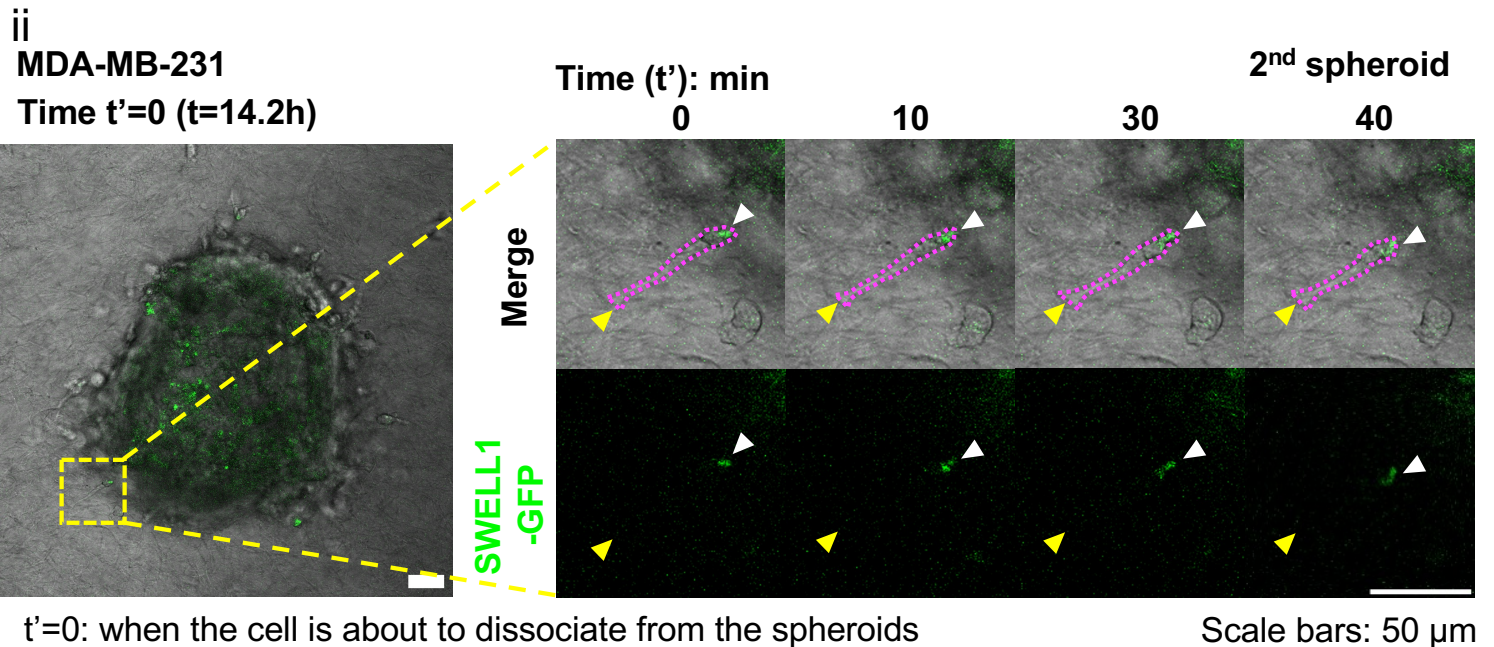 ii
MDA-MB-231
Time t’=0 (t=14.2h)
Time (t’): min
2nd spheroid
0 10 30 40
Merge
SWELL1
-GFP
t’=0: when the cell is about to dissociate from the spheroids
Scale bars: 50 μm